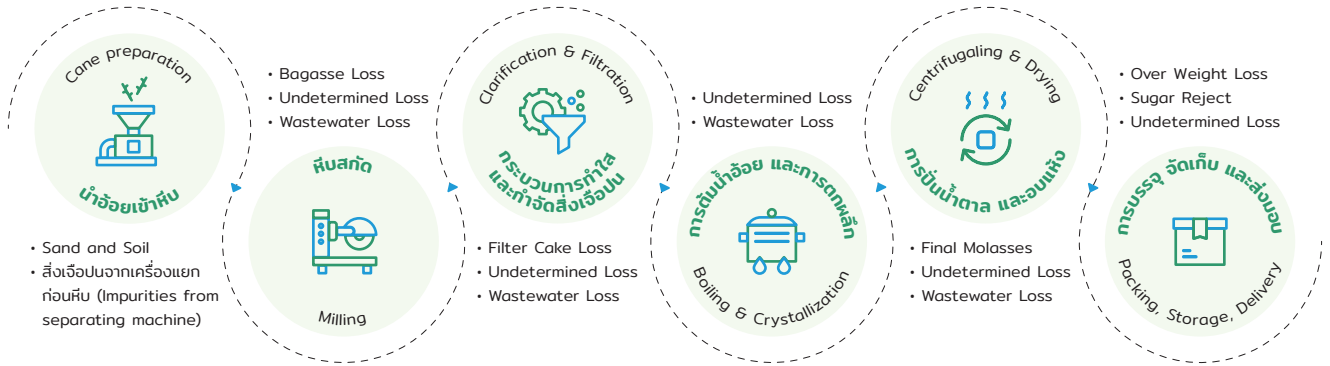 Cane preparation
นำอ้อยเข้าหีบ
• Sand and Soil
• สิ่งเจือปนจากเครื่องแยก
ก่อนหีบ (Impurities from
separating machine)
• Bagasse Loss
• Undetermined Loss
• Wastewater Loss
หีบสกัด
Milling
Clarification & Filtration
กระบวนการทำใส
และกำจัดสิ่งเจือปน
• Filter Cake Loss
• Undetermined Loss
• Wastewater Loss
• Undetermined Loss
• Wastewater Loss
การต้มน้ำอ้อย และการตกผลึก
Boiling & Crystallization
Centrifugaling & Drying
การปั่นน้ำตาล และอบแห้ง
• Final Molasses
• Undetermined Loss
• Wastewater Loss
• Over Weight Loss
• Sugar Reject
• Undetermined Loss
การบรรจุ จัดเก็บ และส่งมอบ
Packing, Storage, Delivery